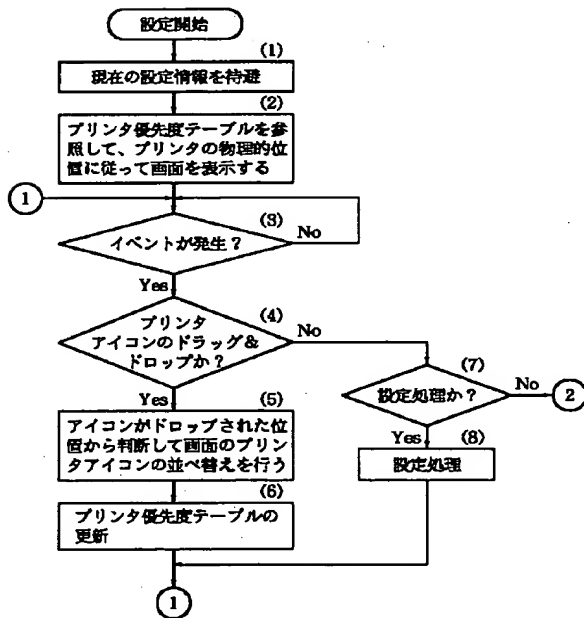 設定開始
(1)
現在の設定情報を待避
(2)
プリンタ優先度テーブルを参
照して、プリンタの物理的位
置に従って画面を表示する
1
(3)
イベントが発生？
No
Yes
(4)
プリンタ
アイコンのドラッグ＆
ドロップか？
No
Yes
(7)
設定処理か？
No
2
Yes
(5)
アイコンがドロップされた位
置から判断して画面のプリン
タアイコンの並べ替えを行う
(8)
設定処理
(6)
プリンタ優先度テーブルの
更新
1